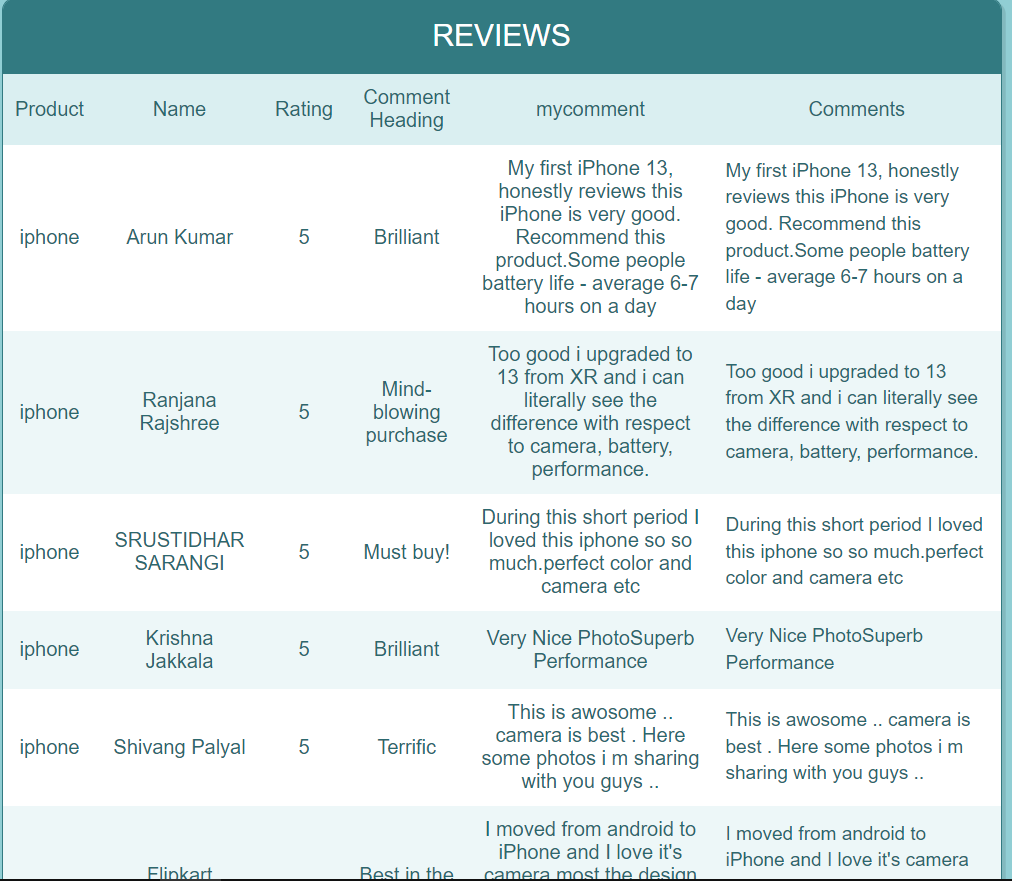 REVIEWS
Product Name Rating Comment Heading mycomment Comments
iphone
Arun Kumar
5
Brilliant
My first iPhone 13,
honestly reviews this
iPhone is very good.
Recommend this
product.Some people
battery life - average 6-7
hours on a day
My first iPhone 13, honestly
reviews this iPhone is very
good. Recommend this
product.Some people battery
life - average 6-7 hours on a
day
iphone
Ranjana
Rajshree
5
Mind-
blowing
purchase
Too good i upgraded to
13 from XR and i can
literally see the
difference with respect
to camera, battery,
performance.
Too good i upgraded to 13
from XR and i can literally see
the difference with respect to
camera, battery, performance.
iphone
SRUSTIDHAR
SARANGI
5
Must buy!
During this short period I
loved this iphone so so
much.perfect color and
camera etc
During this short period I loved
this iphone so so much.perfect
color and camera etc
iphone
Krishna
Jakkala
5
Brilliant
Very Nice PhotoSuperb
Performance
Very Nice PhotoSuperb
Performance
iphone
Shivang Palyal
5
Terrific
This is awosome ..
camera is best . Here
some photos i m sharing
with you guys ..
This is awosome .. camera is
best . Here some photos i m
sharing with you guys ..
Flipkart
Best in the
I moved from android to
iPhone and I love it's
camera most the design
I moved from android to
iPhone and I love it's camera